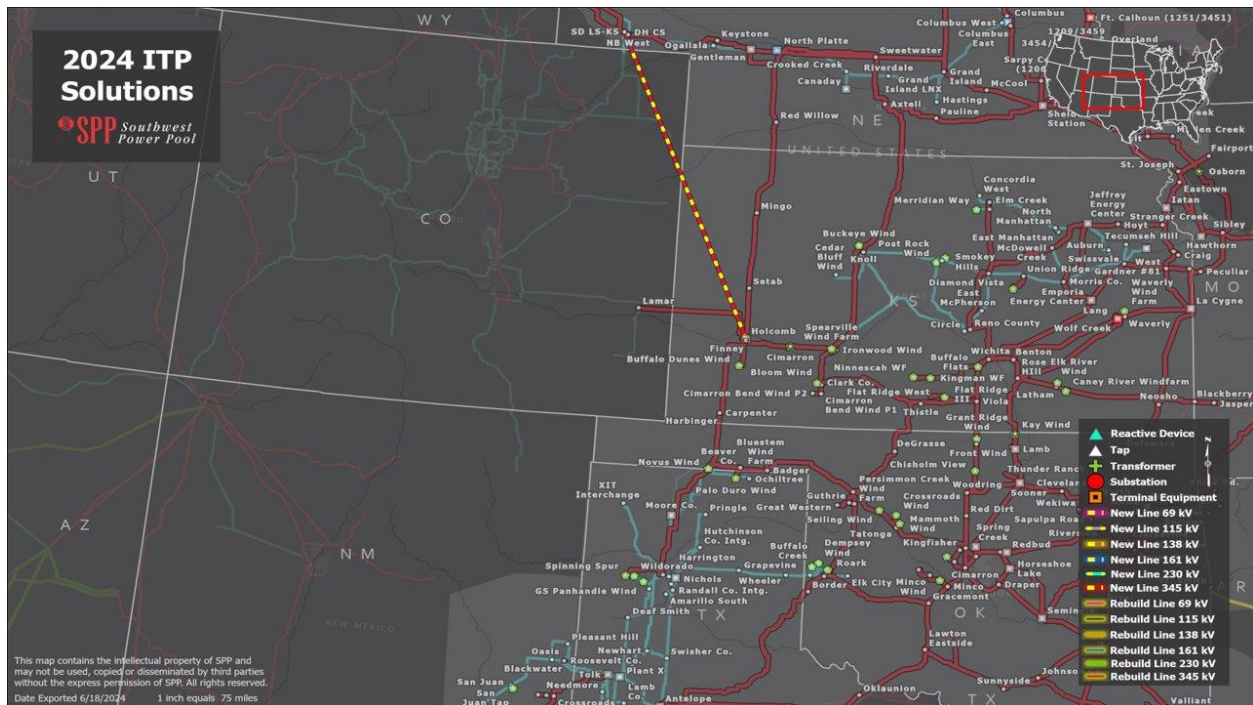 2024 ITP
Solutions
SPP Southwest
Power Pool
WY
UT
CO
AZ
NM
NEW MEXICO
NE
UNITED STATES
KS
MO
TX
OK
TX
SD LS-KS
DH CS
NB West
Ogallala
Keystone
Gentleman
North Platte
Crooked Creek
Canaday
Riverdale
Sweetwater
Grand
Island LNX
Grand
Island
Axtell
Hastings
Pauline
McCool
Columbus West
Columbus
Columbus
East
Ft. Calhoun (1251/3451)
1209/3459
Overland
3454/
Sarpy C
Station
Red Willow
Mingo
Setab
Lamar
Holcomb
Finney
Buffalo Dunes Wind
Cimarron
Bloom Wind
Spearville
Wind Farm
Ironwood Wind
Clark Co.
Cimarron Bend Wind P2
Cimarron
Bend Wind P1
Carpenter
Harbinger
Concordia
West
Merridian Way
Elm Creek
North
Manhattan
East Manhattan
McDowell
Creek
Jeffrey
Energy
Center
Hoyt
Stranger Creek
Tecumseh Hill
Auburn
Swissvale
West
Gardner
Craig
St. Joseph
Fairport
Osborn
Eastown
Iatan
Sibley
Hawthorn
Peculiar
La Cygne
Buckeye Wind
Cedar
Bluff
Wind
Knoll
Post Rock
Wind
Smokey
Hills
Diamond Vista
East
McPherson
Union Ridge
Morris Co.
Emporia
Energy Center
Lang
Waverly
Wind
Farm
Waverly
Wolf Creek
Circle
Reno County
Wichita
Benton
Rose Elk River
Hill Wind
Buffalo
Flats
Ninnescah WF
Kingman WF
Flat Ridge West
Flat Ridge
III
Viola
Thistle
Grant Ridge
Wind
Latham
Caney River Windfarm
Neosho
Blackberry
Jasper
Kay Wind
Lamb
DeGrasse
Chisholm View
Front Wind
Thunder Ranch
Woodring
Sooner
Cleveland
Wekiwa
Red Dirt
Spring
Creek
Redbud
Horseshoe
Lake
Draper
Novus Wind
Beaver
Co.
Bluestem
Wind
Farm
Badger
Ochiltree
Palo Duro Wind
XIT
Interchange
Moore Co.
Pringle
Hutchinson
Co. Intg.
Harrington
Persimmon Creek
Wind
Farm
Guthrie
Great Western
Seiling Wind
Tatonga
Crossroads
Wind
Mammoth
Wind
Kingfisher
Cimarron
Minco
Minco
Wind
Gracemont
Dempsey
Wind
Buffalo
Creek
Roark
Border
Elk City
Grapevine
Wheeler
Spinning Spur
Wildorado
Nichols
Randall Co. Intg.
Amarillo South
GS Panhandle Wind
Deaf Smith
Pleasant Hill
Oasis
Roosevelt Co.
Blackwater
Newhart
Plant X
Swisher Co.
Tolk
Lamb
Co.
Needmore
Crossroads
San Juan
San
Juan Tap
Antelope
Lawton
Eastside
Oklaunion
Sunnyside
Valliant
Reactive Device
Tap
Transformer
Substation
Terminal Equipment
New Line 69 kV
New Line 115 kV
New Line 138 kV
New Line 161 kV
New Line 230 kV
New Line 345 kV
Rebuild Line 69 kV
Rebuild Line 115 kV
Rebuild Line 138 kV
Rebuild Line 161 kV
Rebuild Line 230 kV
Rebuild Line 345 kV
This map contains the intellectual property of SPP and
may not be used, copied or disseminated by third parties
without the express permission of SPP. All rights reserved.
Date Exported 6/18/2024 1 inch equals 75 miles